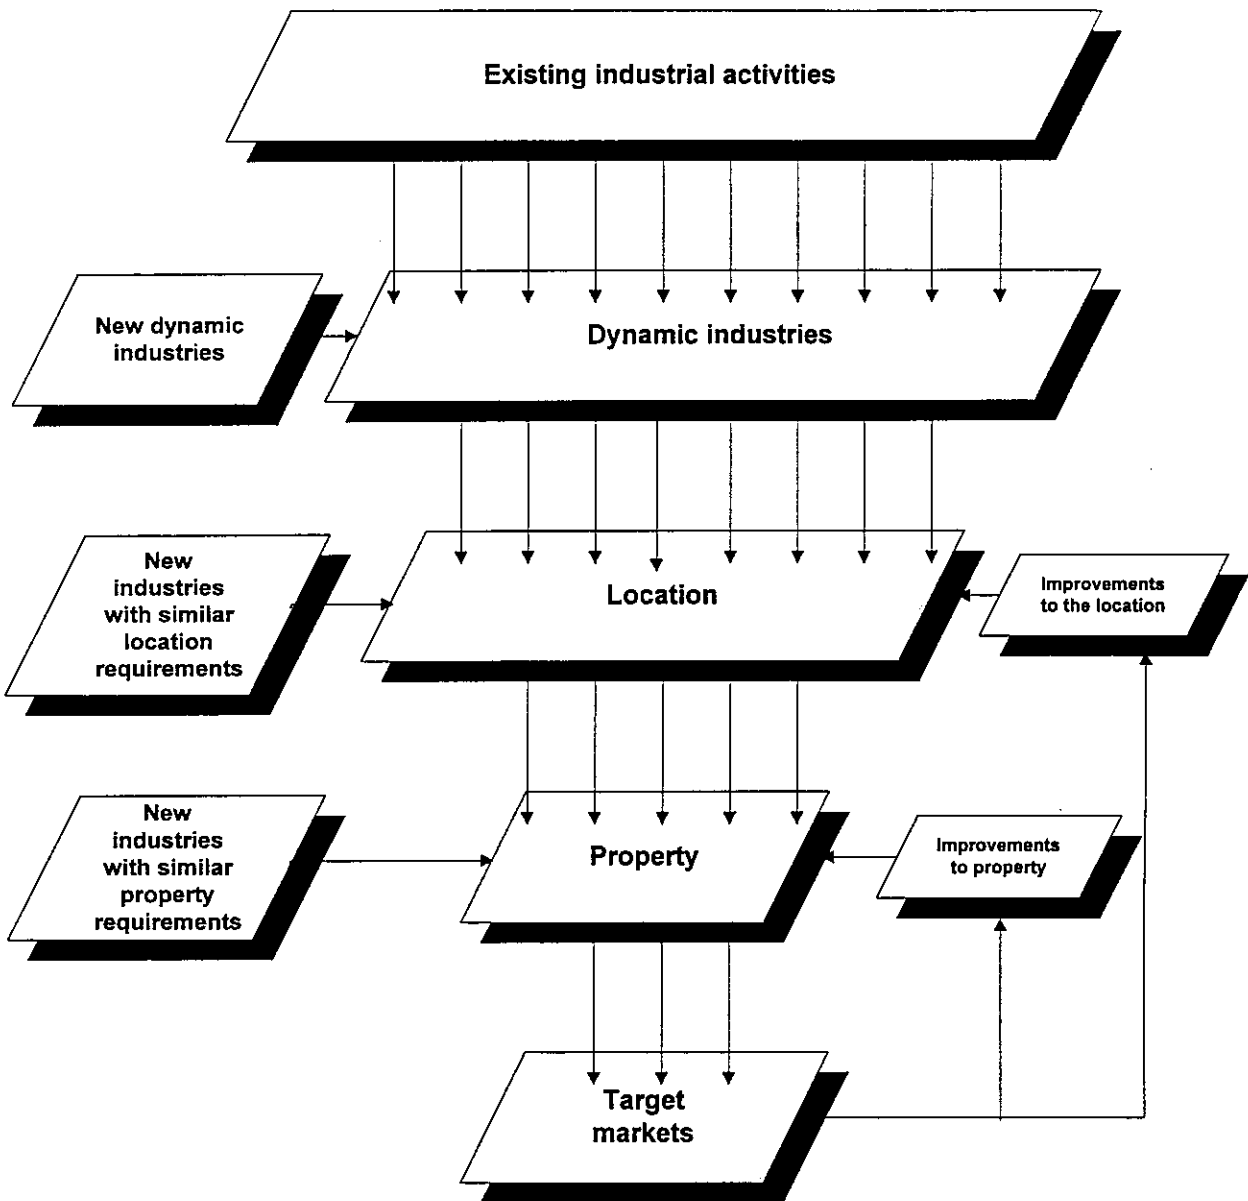 Existing industrial activities
New dynamic
industries
Dynamic industries
New
industries
with similar
location
requirements
Location
Improvements
to the location
New
industries
with similar
property
requirements
Property
Improvements
to property
Target
markets